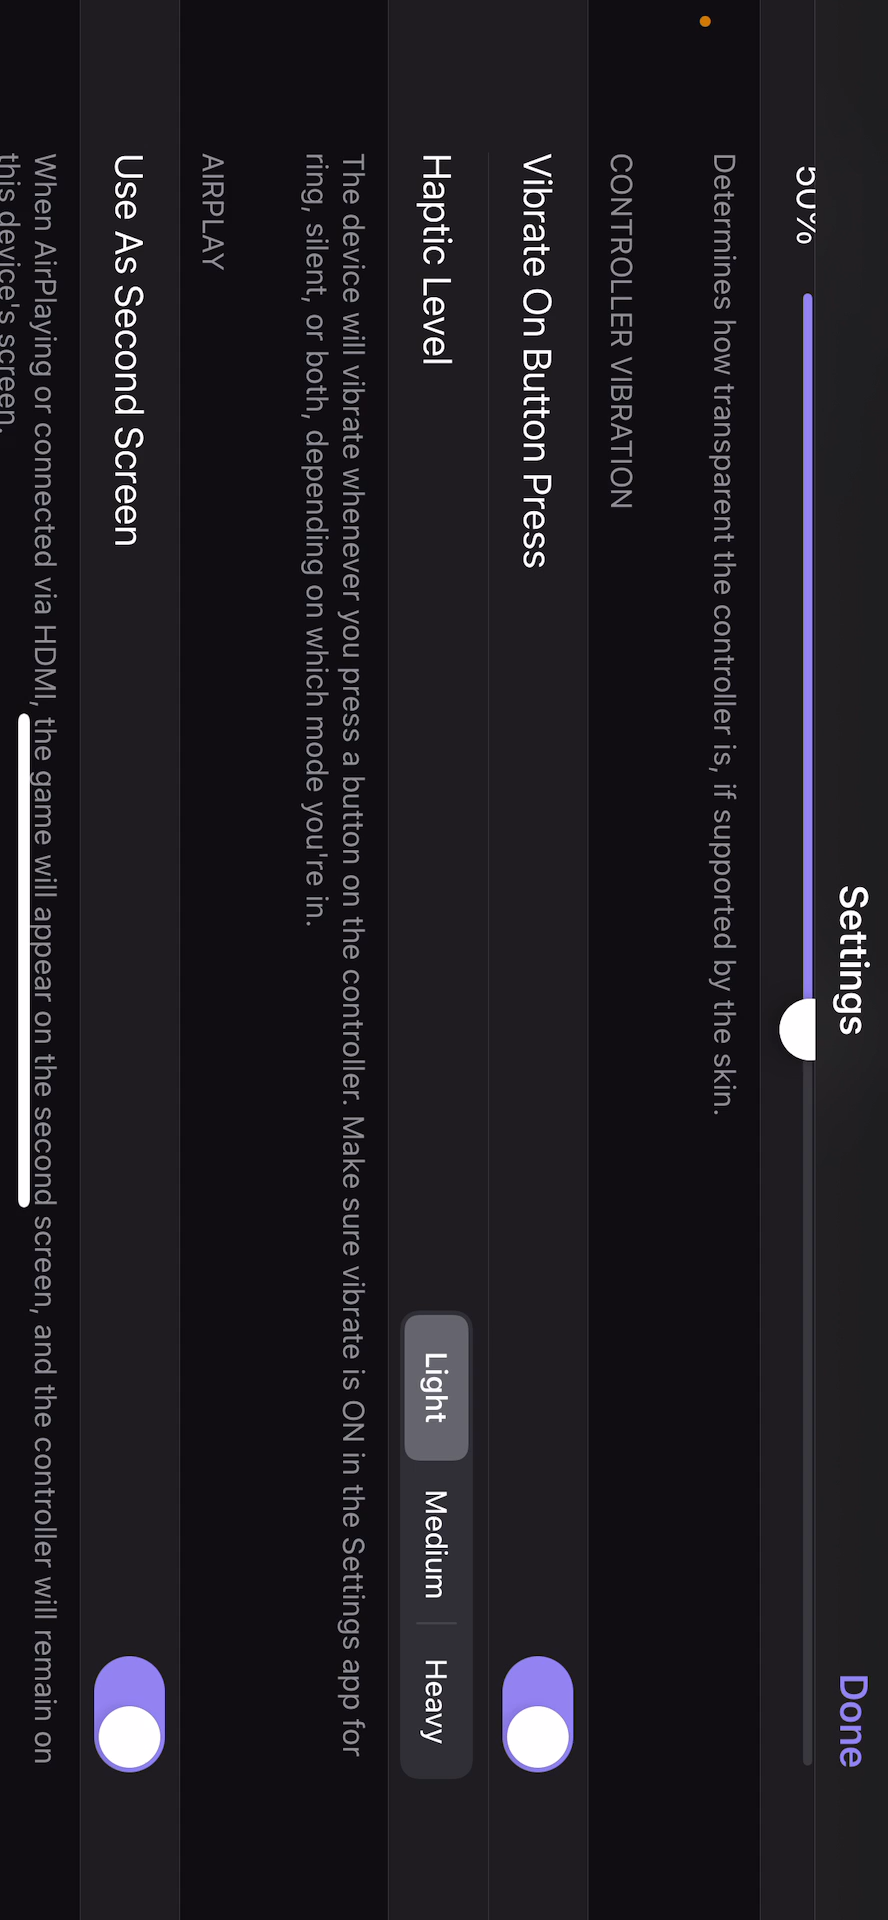 Settings
Done
50%
Determines how transparent the controller is, if supported by the skin.
CONTROLLER VIBRATION
Vibrate On Button Press
Haptic Level
Light
Medium
Heavy
The device will vibrate whenever you press a button on the controller. Make sure vibrate is ON in the Settings app for
ring, silent, or both, depending on which mode you're in.
AIRPLAY
Use As Second Screen
When AirPlaying or connected via HDMI, the game will appear on the second screen, and the controller will remain on
this device's screen.